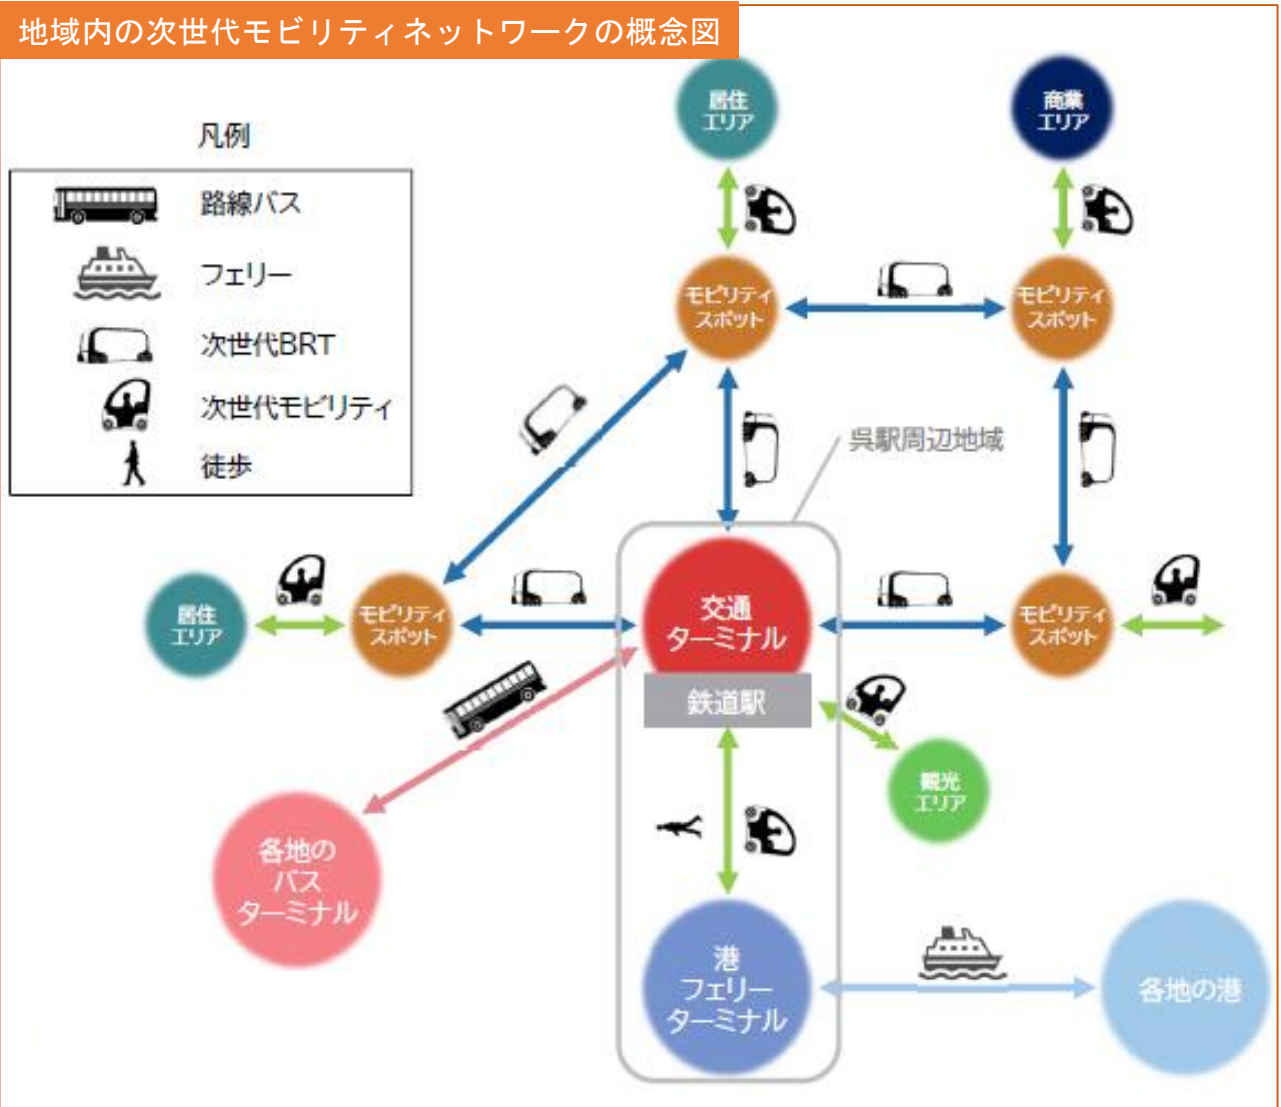 地域内の次世代モビリティネットワークの概念図
凡例
路線バス
フェリー
次世代BRT
次世代モビリティ
徒歩
居住
エリア
商業
エリア
モビリティ
スポット
モビリティ
スポット
呉駅周辺地域
居住
エリア
モビリティ
スポット
交通
ターミナル
モビリティ
スポット
鉄道駅
観光
エリア
各地の
バス
ターミナル
港
フェリー
ターミナル
各地の港